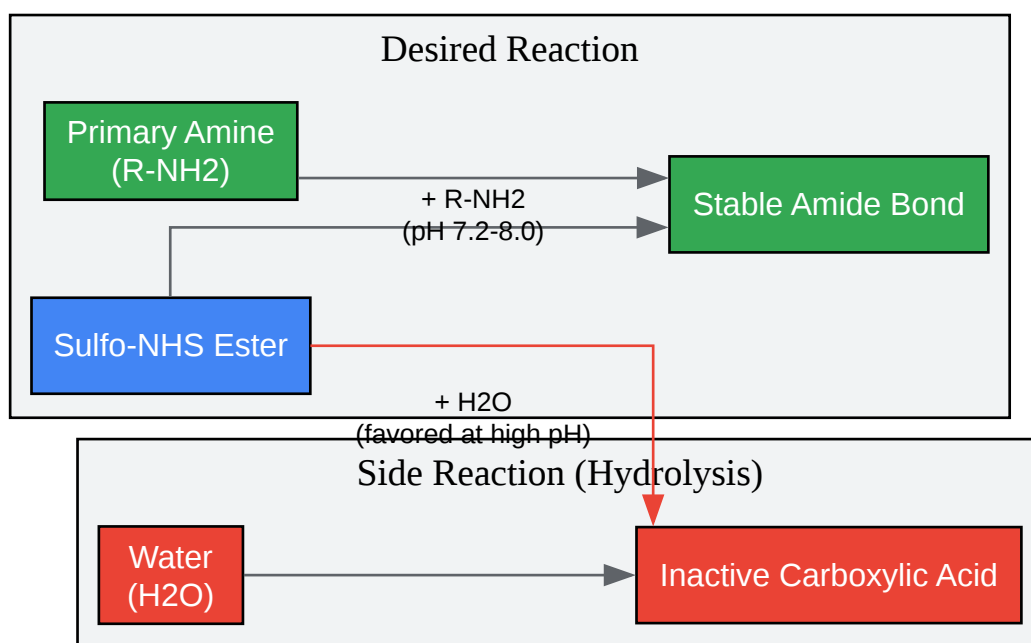 Desired Reaction
Primary Amine
(R-NH2)
+ R-NH2
(pH 7.2-8.0)
Stable Amide Bond
Sulfo-NHS Ester
+ H2O
(favored at high pH)
Side Reaction (Hydrolysis)
Water
(H2O)
Inactive Carboxylic Acid